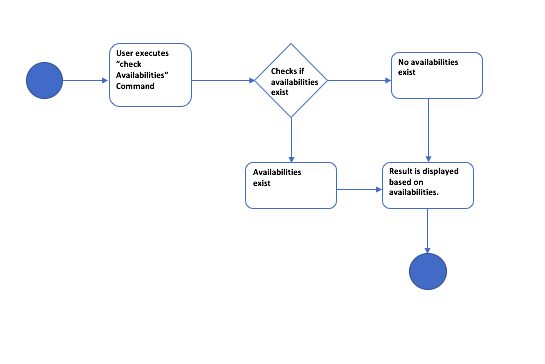 User executes
“check
Availabilities”
Command
Checks if
availabilities
exist
No availabilities
exist
Availabilities
exist
Result is displayed
based on
availabilities.